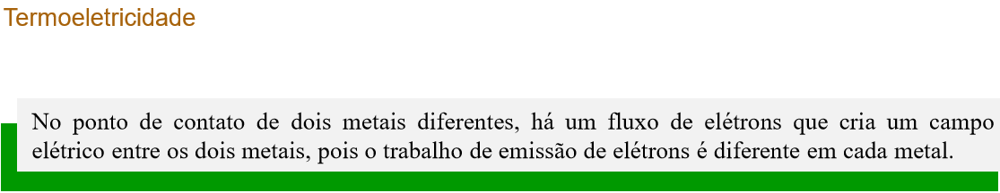 Termoeletricidade
No ponto de contato de dois metais diferentes, há um fluxo de elétrons que cria um campo
elétrico entre os dois metais, pois o trabalho de emissão de elétrons é diferente em cada metal.